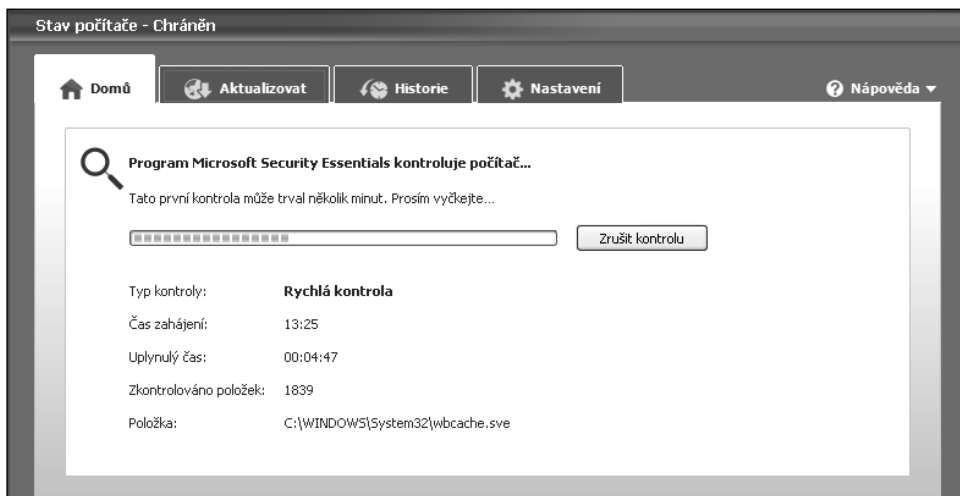 Stav počítače - Chráněn
Domů Aktualizovat Historie Nastavení Nápověda
Program Microsoft Security Essentials kontroluje počítač...
Tato první kontrola může trval několik minut. Prosím vyčkejte...
Zrušit kontrolu
Typ kontroly: Rychlá kontrola
Čas zahájení: 13:25
Uplynulý čas: 00:04:47
Zkontrolováno položek: 1839
Položka: C:\WINDOWS\System32\wbcache.sve